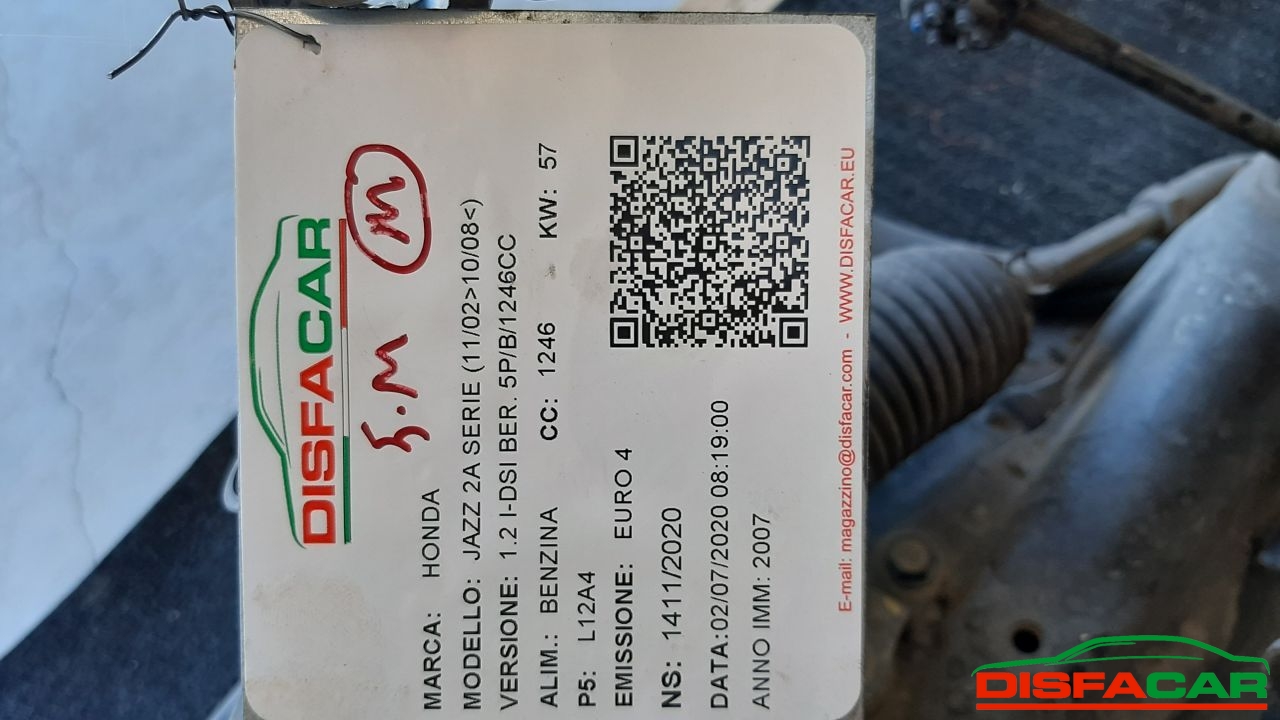 DISFACAR
S.M M
MARCA: HONDA
MODELLO: JAZZ 2A SERIE (11/02>10/08<)
VERSIONE: 1.2 I-DSI BER. 5P/B/1246CC
ALIM.: BENZINA CC: 1246 KW: 57
P5: L12A4
EMISSIONE: EURO 4
NS: 1411/2020
DATA:02/07/2020 08:19:00
ANNO IMM: 2007
E-mail: magazzino@disfacar.com - WWW.DISFACAR.EU
DISFACAR